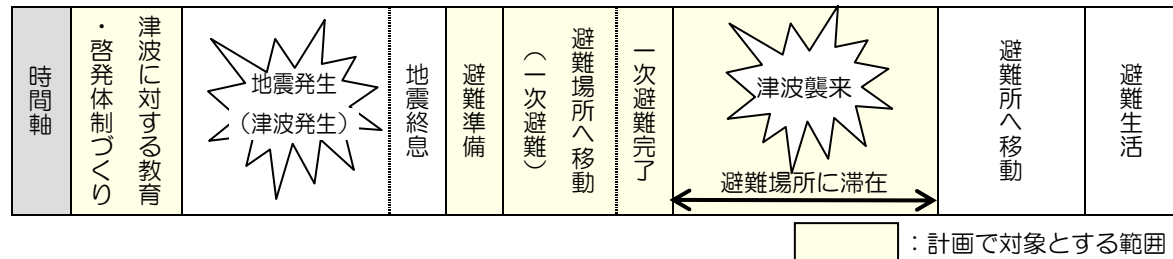 時間軸
津波に対する教育
・啓発体制づくり
地震発生
（津波発生）
地震終息
避難準備
避難場所へ移動
（一次避難）
一次避難完了
津波襲来
避難場所に滞在
避難所へ移動
避難生活
：計画で対象とする範囲